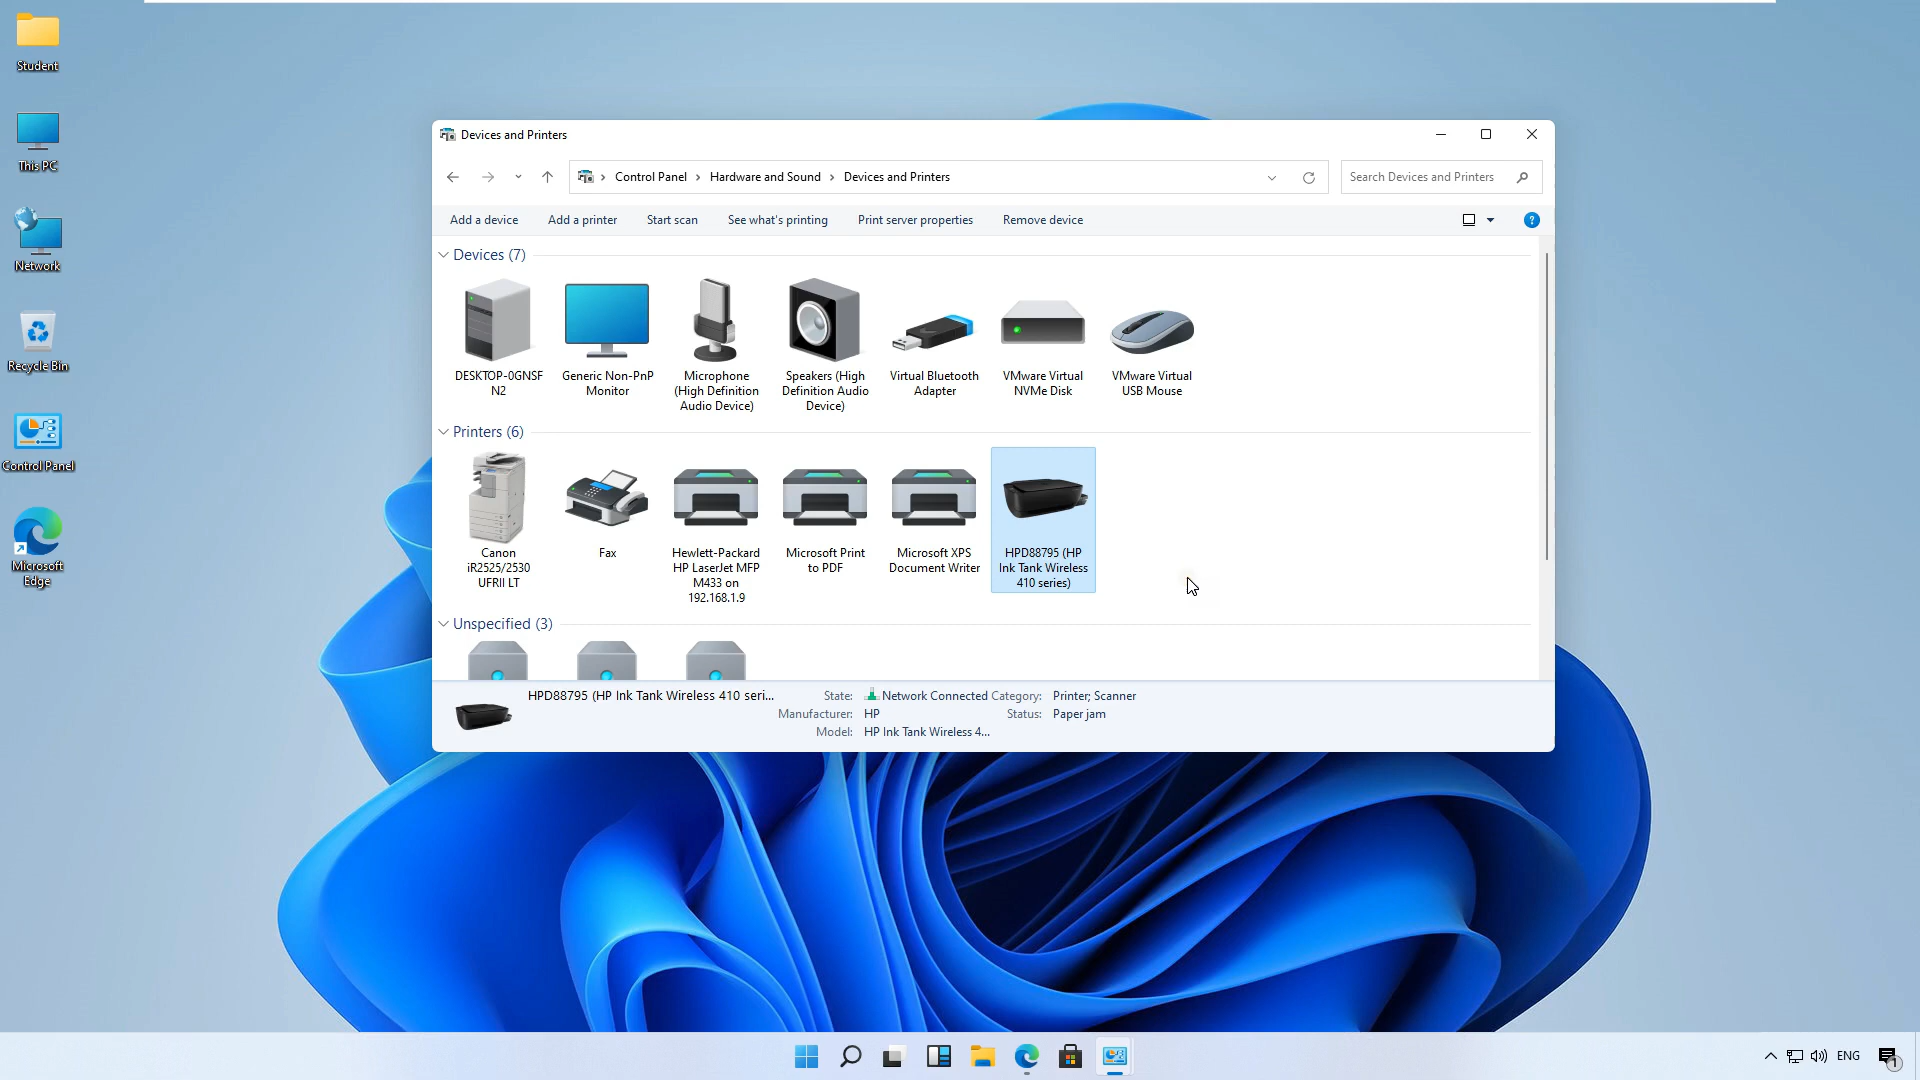 Student
This PC
Network
Recycle Bin
Control Panel
Microsoft
Edge
Devices and Printers
Control Panel
Hardware and Sound
Devices and Printers
Search Devices and Printers
Add a device
Add a printer
Start scan
See what's printing
Print server properties
Remove device
?
Devices (7)
DESKTOP-0GNSF
N2
Generic Non-PnP
Monitor
Microphone
(High Definition
Audio Device)
Speakers (High
Definition Audio
Device)
Virtual Bluetooth
Adapter
VMware Virtual
NVMe Disk
VMware Virtual
USB Mouse
Printers (6)
Canon
iR2525/2530
UFRII LT
Fax
Hewlett-Packard
HP LaserJet MFP
M433 on
192.168.1.9
Microsoft Print
to PDF
Microsoft XPS
Document Writer
HPD88795 (HP
Ink Tank Wireless
410 series)
Unspecified (3)
HPD88795 (HP Ink Tank Wireless 410 seri...
State: Network Connected
Category: Printer; Scanner
Manufacturer: HP
Status: Paper jam
Model: HP Ink Tank Wireless 4...
ENG
1